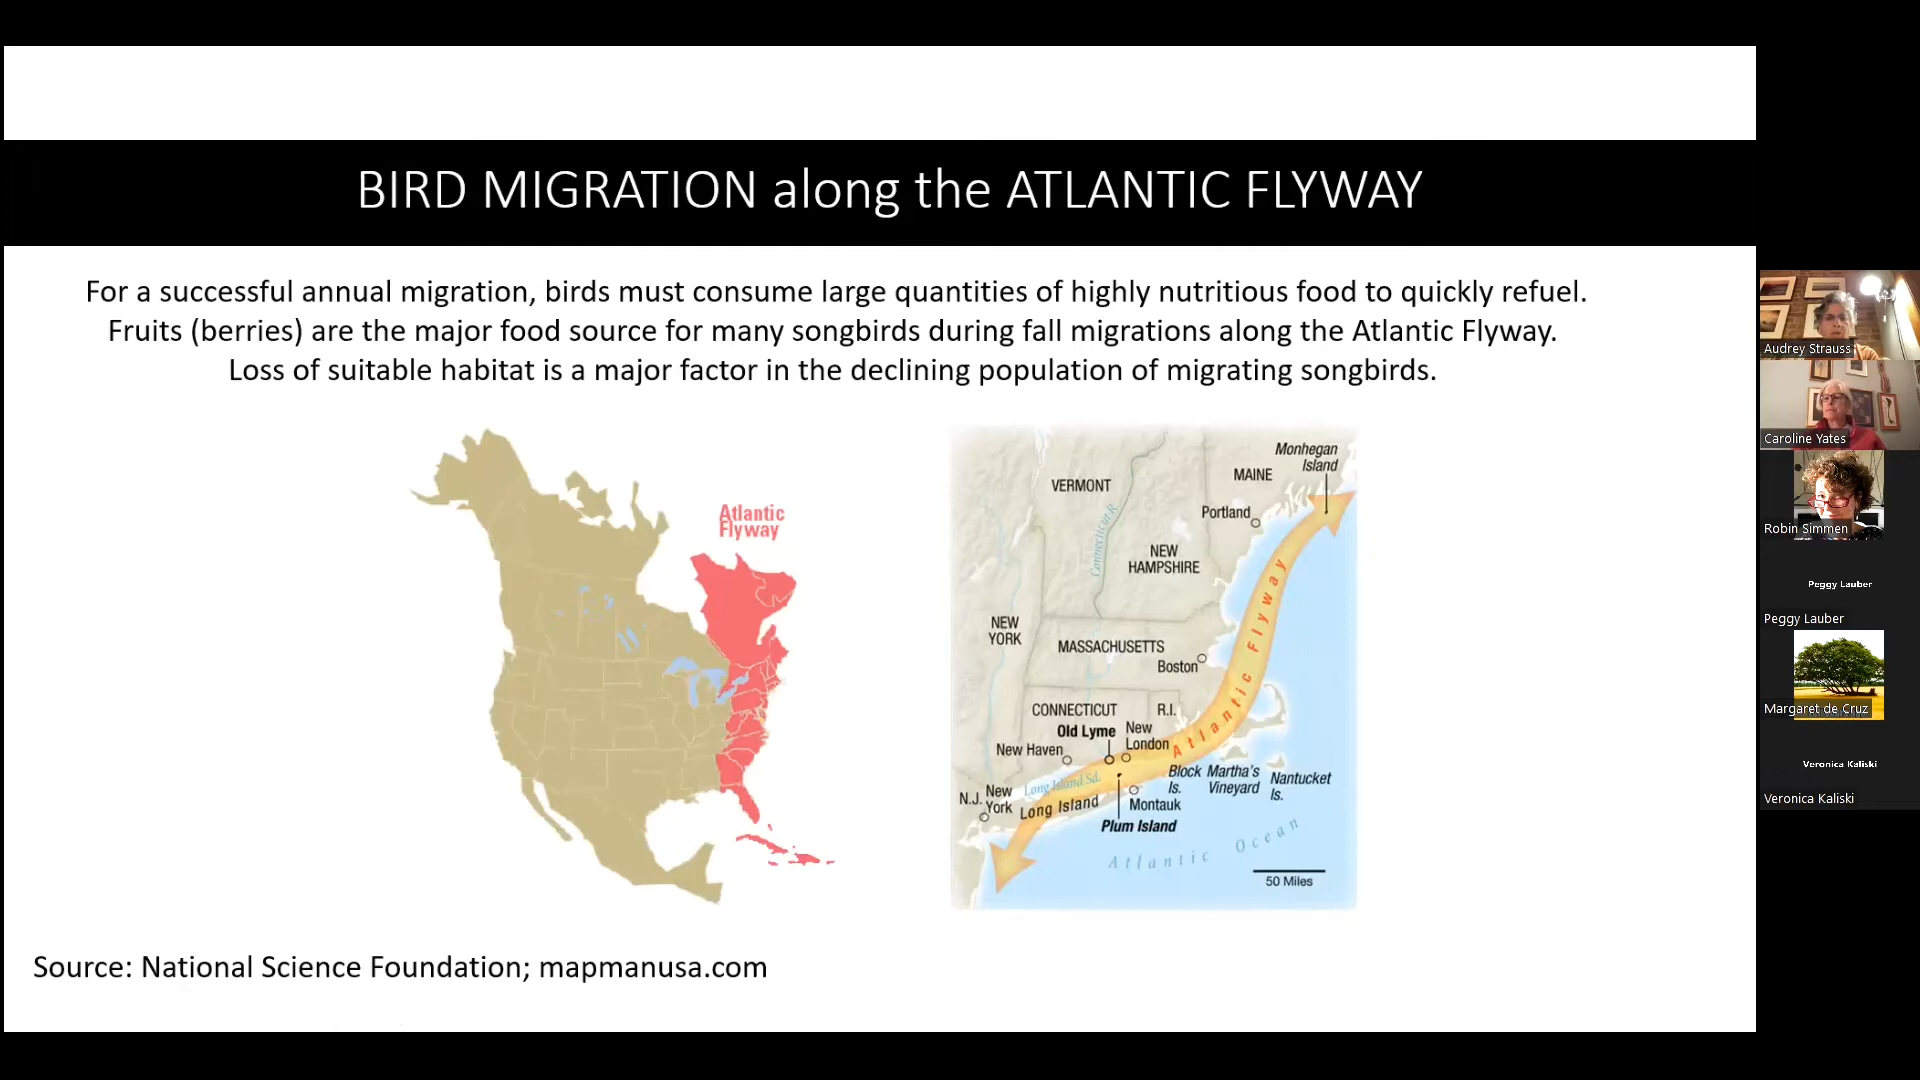 BIRD MIGRATION along the ATLANTIC FLYWAY
For a successful annual migration, birds must consume large quantities of highly nutritious food to quickly refuel.
Fruits (berries) are the major food source for many songbirds during fall migrations along the Atlantic Flyway.
Loss of suitable habitat is a major factor in the declining population of migrating songbirds.
Atlantic
Flyway
Monhegan
Island
MAINE
VERMONT
Portland
Connecticut R.
NEW
HAMPSHIRE
NEW
YORK
MASSACHUSETTS
Boston
Atlantic Flyway
CONNECTICUT
R.I.
Old Lyme
New
London
New Haven
Long Island Sd.
Block
Is.
Martha's
Vineyard
Nantucket
Is.
N.J.
New
York
Long Island
Montauk
Plum Island
Atlantic Ocean
50 Miles
Source: National Science Foundation; mapmanusa.com
Audrey Strauss
Caroline Yates
Robin Simmen
Peggy Lauber
Peggy Lauber
Margaret de Cruz
Veronica Kaliski
Veronica Kaliski